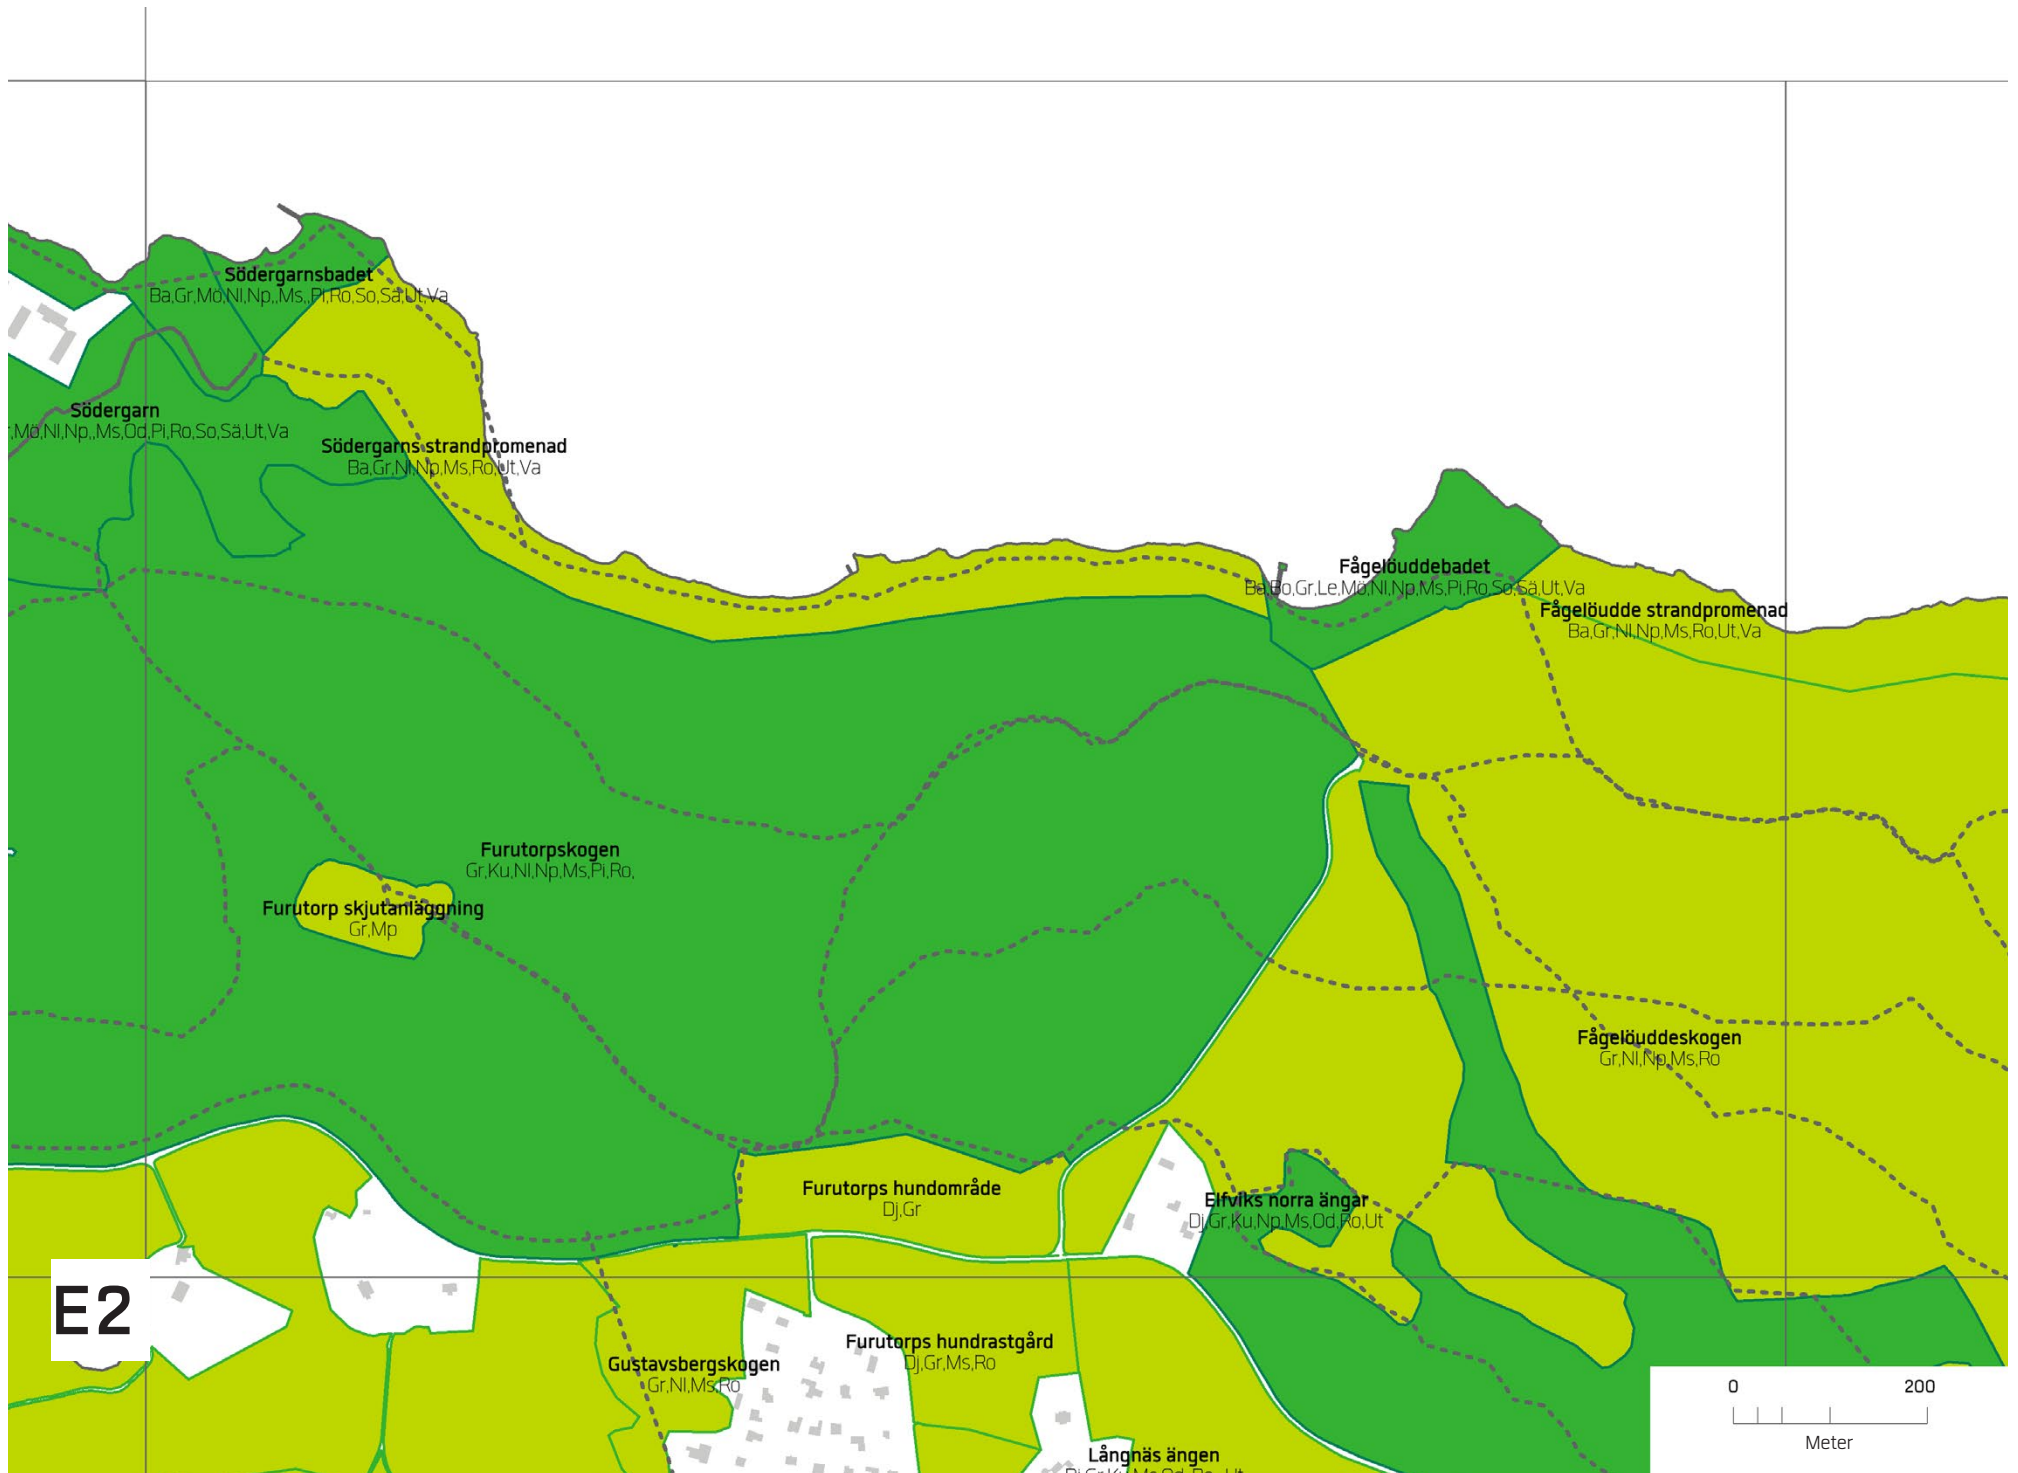 Södergarnsbadet
Ba,Gr,Mö,Nl,Np,,Ms,,Pi,Ro,So,Sä,Ut,Va
Södergarn
,Mö,Nl,Np,,Ms,Od,Pi,Ro,So,Sä,Ut,Va
Södergarns strandpromenad
Ba,Gr,Nl,Np,Ms,Ro,Ut,Va
Fågelöuddebadet
Ba,Bo,Gr,Le,Mö,Nl,Np,Ms,Pi,Ro,So,Sä,Ut,Va
Fågelöudde strandpromenad
Ba,Gr,Nl,Np,Ms,Ro,Ut,Va
Furutorpskogen
Gr,Ku,Nl,Np,Ms,Pi,Ro,
Furutorp skjutanläggning
Gr,Mp
Fågelöuddeskogen
Gr,Nl,Np,Ms,Ro
Furutorps hundområde
Dj,Gr
Elfviks norra ängar
Dj,Gr,Ku,Np,Ms,Od,Ro,Ut
E2
Furutorps hundrastgård
Dj,Gr,Ms,Ro
Gustavsbergskogen
Gr,Nl,Ms,Ro
0 200
Meter
Långnäs ängen